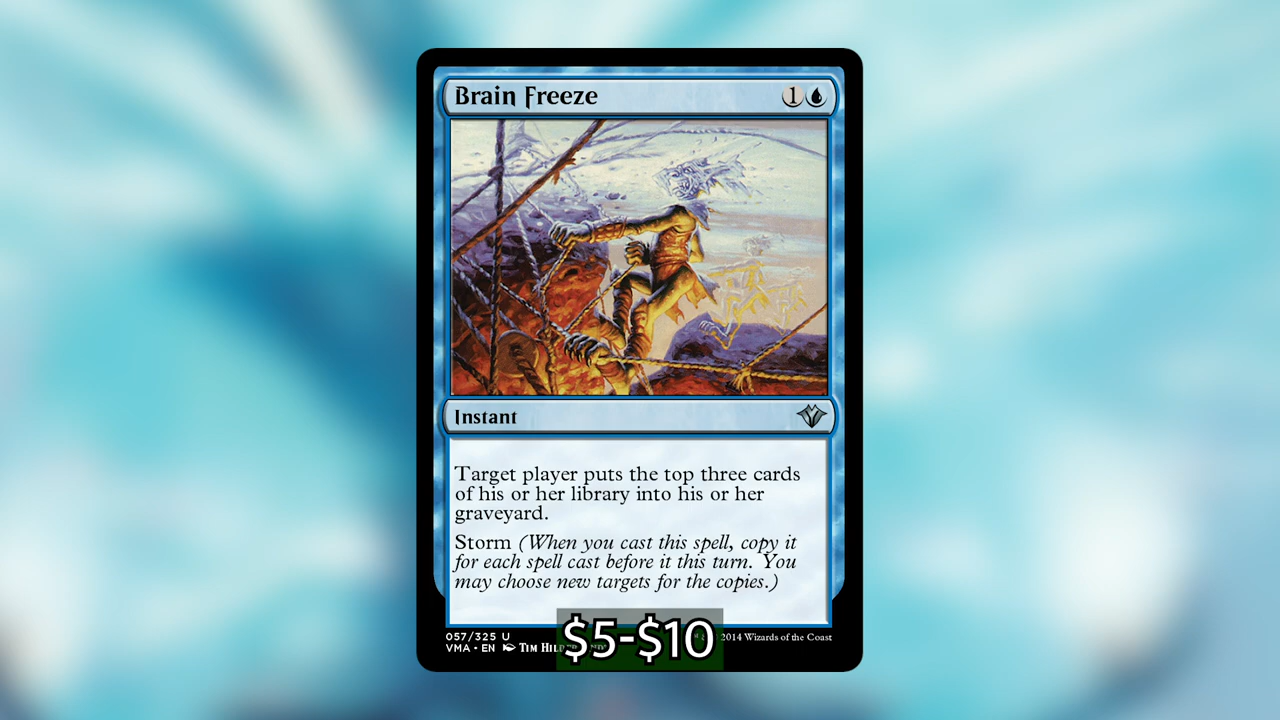 Brain Freeze 1
Instant
Target player puts the top three cards
of his or her library into his or her
graveyard.
Storm (When you cast this spell, copy it
for each spell cast before it this turn. You
may choose new targets for the copies.)
057/325 U
2014 Wizards of the Coast
VMA • EN Tim
$5-$10